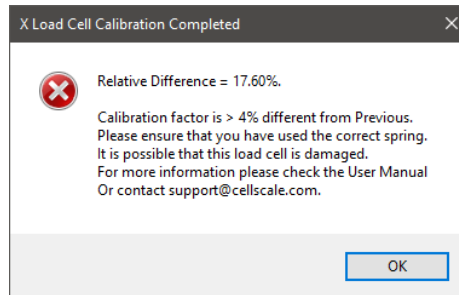 X Load Cell Calibration Completed
Relative Difference = 17.60%.
Calibration factor is > 4% different from Previous.
Please ensure that you have used the correct spring.
It is possible that this load cell is damaged.
For more information please check the User Manual
Or contact support@cellscale.com.
OK